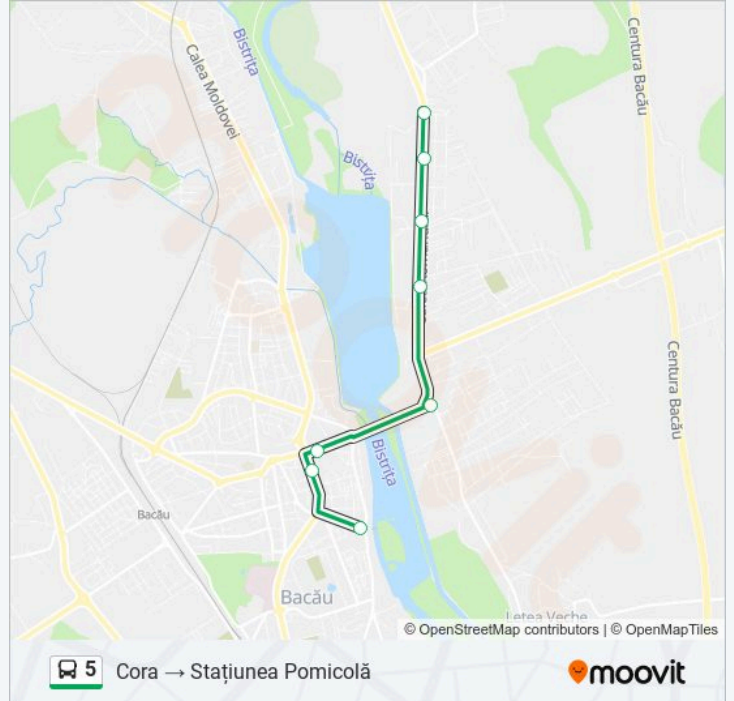 Bistrița
Calea Moldovei
Centura Bacău
Bistrița
Centura Bacău
Bistrița
Bacău
Bacău
Letea Veche
© OpenStreetMap contributors | © OpenMapTiles
5 Cora → Stațiunea Pomicolă
moovit